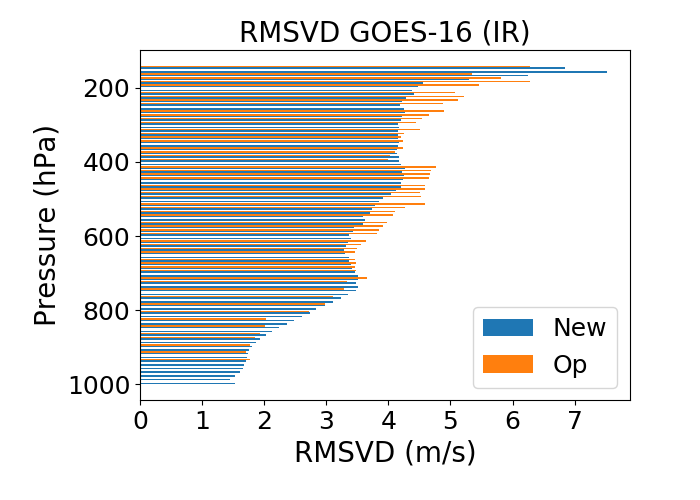 RMSVD GOES-16 (IR)
Pressure (hPa)
200
400
600
800
1000
New
Op
0 1 2 3 4 5 6 7
RMSVD (m/s)